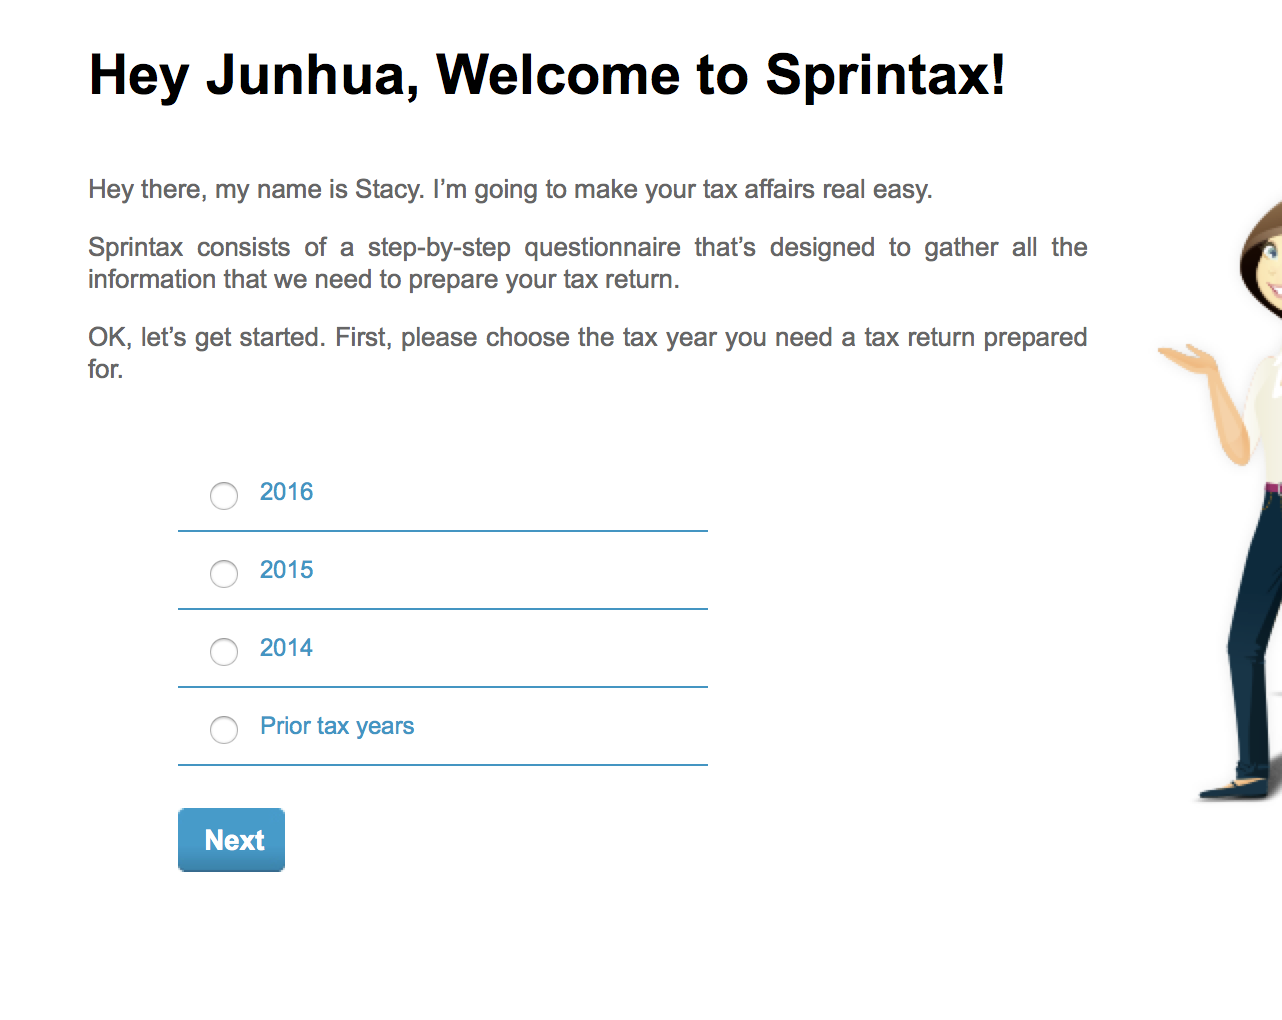 Hey Junhua, Welcome to Sprintax!
Hey there, my name is Stacy. I’m going to make your tax affairs real easy.
Sprintax consists of a step-by-step questionnaire that’s designed to gather all the
information that we need to prepare your tax return.
OK, let’s get started. First, please choose the tax year you need a tax return prepared
for.
2016
2015
2014
Prior tax years
Next